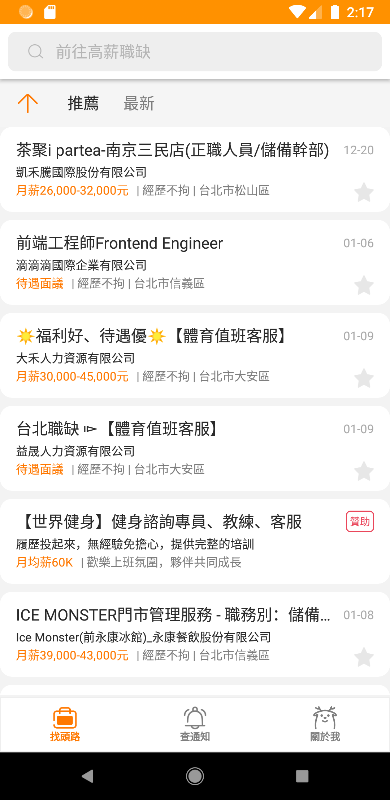 2:17
前往高薪職缺
推薦 最新
茶聚i partea-南京三民店(正職人員/儲備幹部) 12-20
凱禾騰國際股份有限公司
月薪26,000-32,000元 | 經歷不拘 | 台北市松山區
前端工程師Frontend Engineer 01-06
滴滴滴國際企業有限公司
待遇面議 | 經歷不拘 | 台北市信義區
福利好、待遇優【體育值班客服】 01-09
大禾人力資源有限公司
月薪30,000-45,000元 | 經歷不拘 | 台北市大安區
台北職缺 ⌲【體育值班客服】 01-09
益晟人力資源有限公司
待遇面議 | 經歷不拘 | 台北市大安區
【世界健身】健身諮詢專員、教練、客服 贊助
履歷投起來，無經驗免擔心，提供完整的培訓
月均薪60K | 歡樂上班氛圍，夥伴共同成長
ICE MONSTER門市管理服務 - 職務別：儲備... 01-08
Ice Monster(前永康冰館)_永康餐飲股份有限公司
月薪39,000-43,000元 | 經歷不拘 | 台北市信義區
找頭路 查通知 關於我